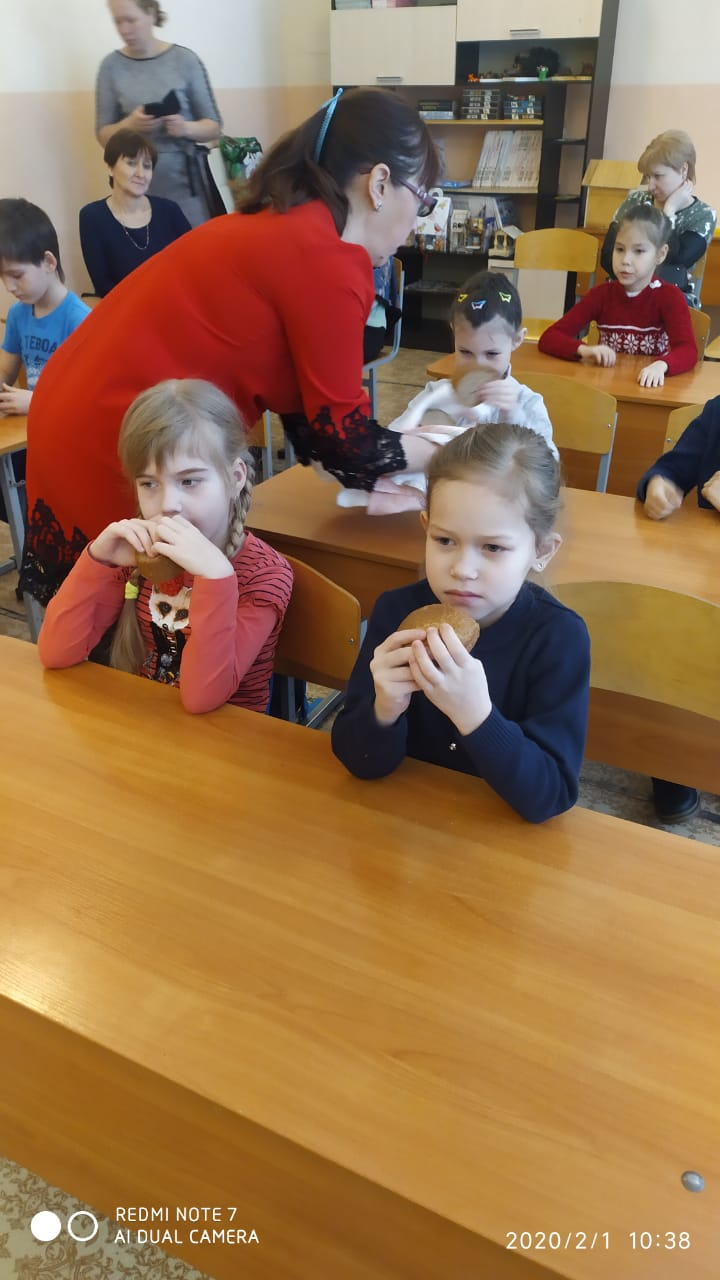 REDMI NOTE 7
AI DUAL CAMERA
2020/2/1 10:38